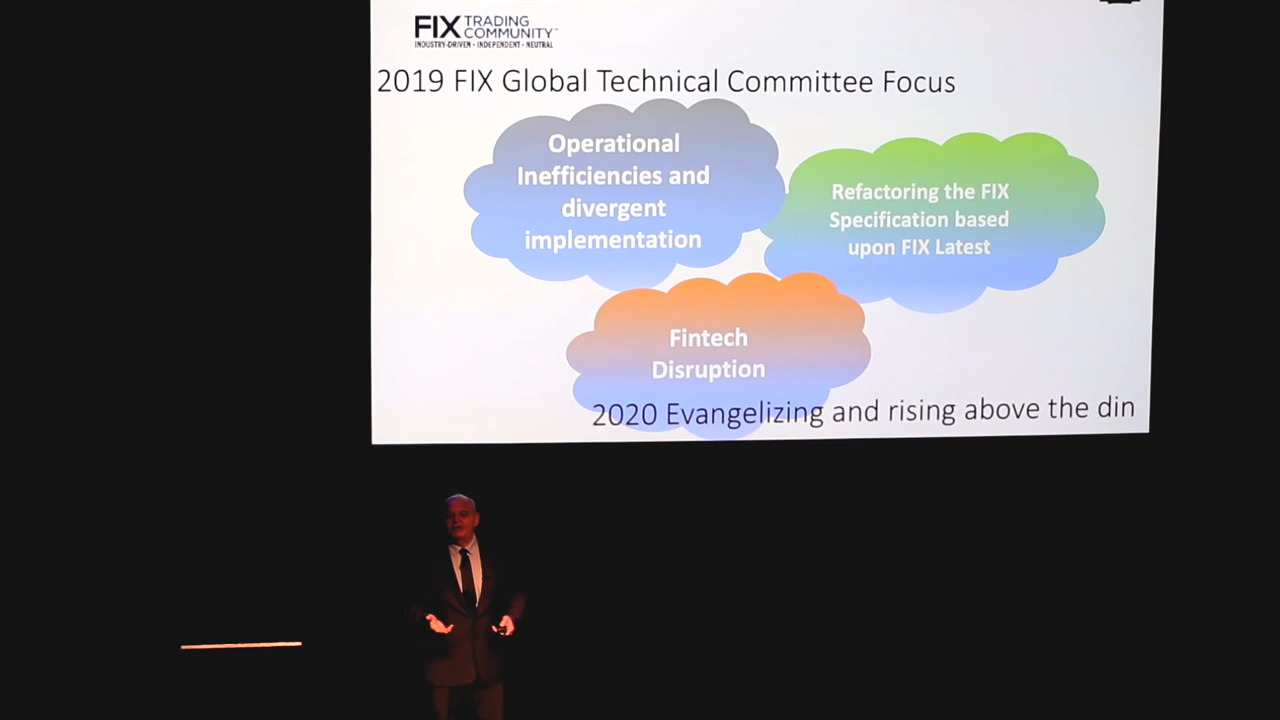 FIX TRADING COMMUNITY™
INDUSTRY-DRIVEN • INDEPENDENT • NEUTRAL
2019 FIX Global Technical Committee Focus
Operational
Inefficiencies and
divergent
implementation
Refactoring the FIX
Specification based
upon FIX Latest
Fintech
Disruption
2020 Evangelizing and rising above the din